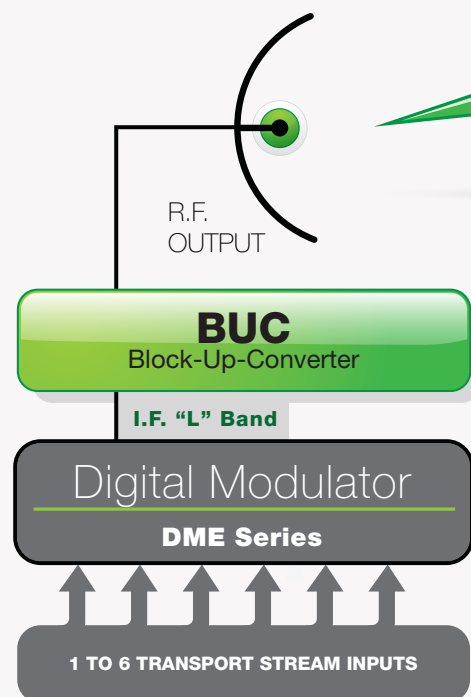 R.F.
OUTPUT
BUC
Block-Up-Converter
I.F. “L” Band
Digital Modulator
DME Series
1 TO 6 TRANSPORT STREAM INPUTS